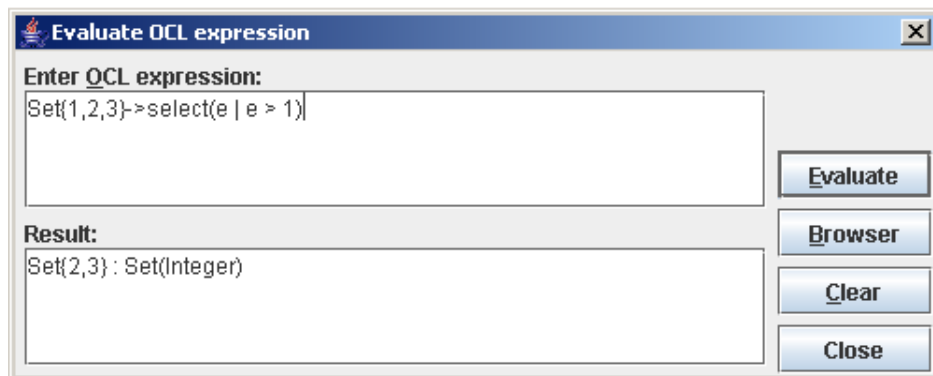 Evaluate OCL expression
Enter OCL expression:
Set{1,2,3}->select(e | e > 1)
Evaluate
Result:
Browser
Set{2,3} : Set(Integer)
Clear
Close